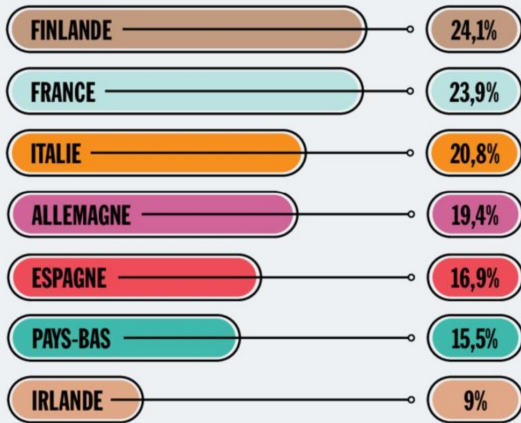 FINLANDE 24,1%
FRANCE 23,9%
ITALIE 20,8%
ALLEMAGNE 19,4%
ESPAGNE 16,9%
PAYS-BAS 15,5%
IRLANDE 9%